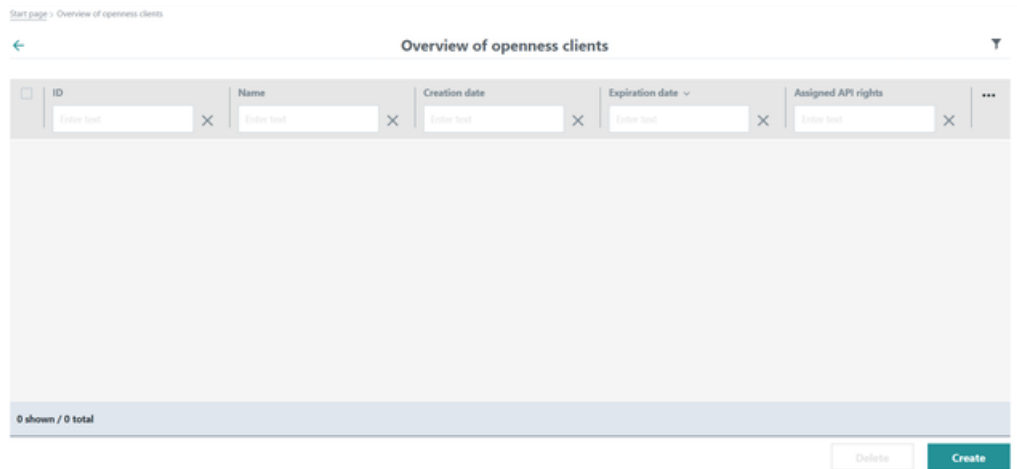 Start page > Overview of openness clients
Overview of openness clients
ID Name Creation date Expiration date Assigned API rights ...
Enter text Enter text Enter text Enter text Enter text
0 shown / 0 total
Delete Create